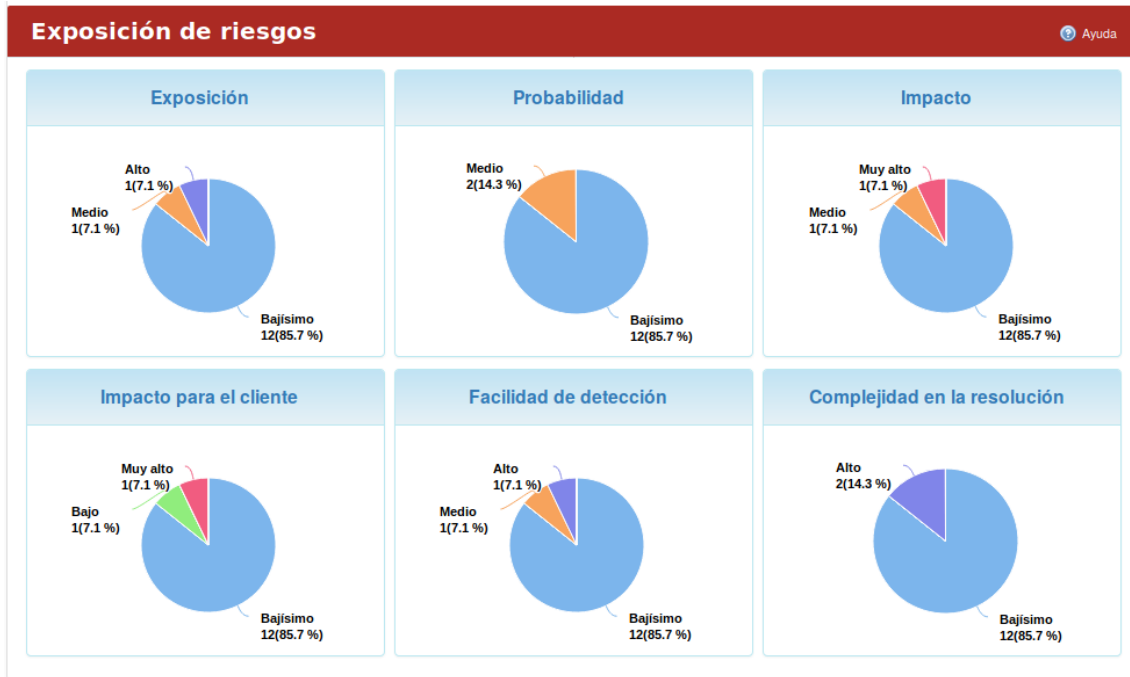 Exposición de riesgos
Ayuda
Exposición
Alto
1(7.1 %)
Medio
1(7.1 %)
Bajísimo
12(85.7 %)
Probabilidad
Medio
2(14.3 %)
Bajísimo
12(85.7 %)
Impacto
Muy alto
1(7.1 %)
Medio
1(7.1 %)
Bajísimo
12(85.7 %)
Impacto para el cliente
Muy alto
1(7.1 %)
Bajo
1(7.1 %)
Bajísimo
12(85.7 %)
Facilidad de detección
Alto
1(7.1 %)
Medio
1(7.1 %)
Bajísimo
12(85.7 %)
Complejidad en la resolución
Alto
2(14.3 %)
Bajísimo
12(85.7 %)